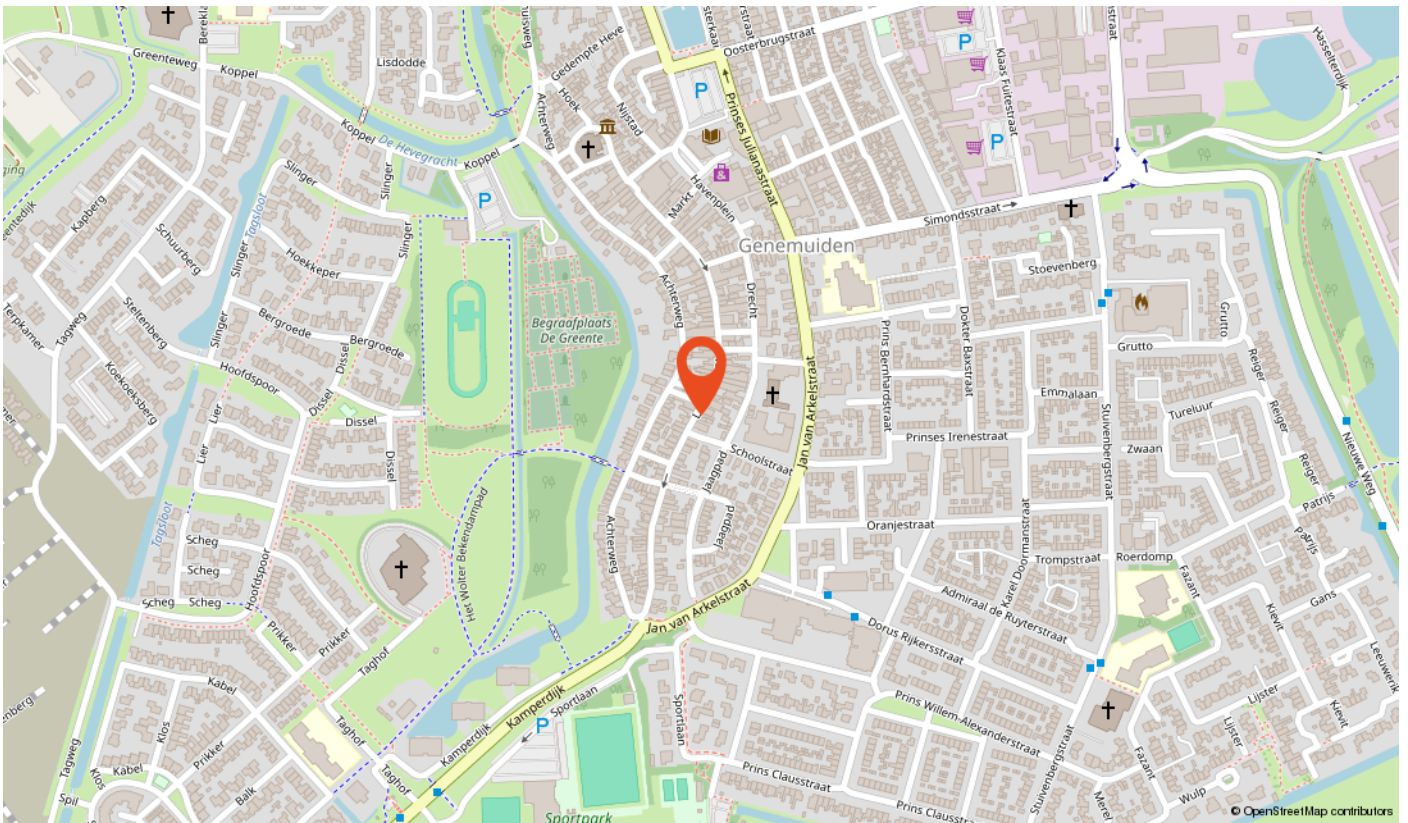 Greenteweg
Koppel
Lisdodde
Gedempte Heve
Hoek
Nijstad
Achterweg
Oosterbrugstraat
P
Prinses Julianastraat
P
Klaas Fuitestraat
P
Hasselterdijk
Koppel
De Hevegracht
Koppel
Slinger
Slinger
P
Kapberg
Tagsloot
Schuurberg
Slinger
Slinger
Hoekkeper
Markt
Havenplein
Simondsstraat
Genemuiden
Stoevenberg
Achterweg
Drecht
Terpkamer
Tagweg
Steltenberg
Slinger
Bergroede
Bergroede
Dissel
Begraafplaats
De Greente
Koekoeksberg
Hoofdspoor
Dissel
Dissel
Lier
Lier
Dissel
Prins Bernhardstraat
Dokter Baxstraat
Grutto
Grutto
Reiger
Emmalaan
Stuivenbergstraat
Tureluur
Reiger
Jan van Arkelstraat
Prinses Irenestraat
Zwaan
Schoolstraat
Jaagpad
Jaagpad
Nieuwe Weg
Reiger
Patrijs
Patrijs
Tagsloot
Scheg
Scheg
Scheg
Scheg
Hoofdspoor
Het Wolter Bekendampad
Achterweg
Oranjestraat
Karel Doormanstraat
Trompstraat
Roerdomp
Fazant
Admiraal de Ruyterstraat
Kievit
Gans
Jan van Arkelstraat
Dorus Rijkersstraat
Leeuwerik
Prikker
Prikker
Taghof
Kabel
Klos
Prikker
Taghof
Kamperdijk
Kamperdijk
Sportlaan
P
Sportlaan
Prins Willem-Alexanderstraat
Lijster
Lijster
Kievit
Stuivenbergstraat
Fazant
Prins Clausstraat
Prins Clausstraat
Merel
Wulp
Tagweg
Klos
Kabel
Spil
Balk
Taghof
Sportpark
© OpenStreetMap contributors